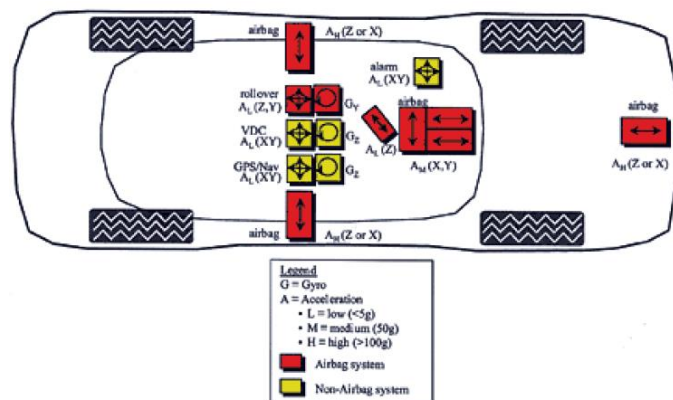 airbag
A_H (Z or X)
alarm
A_L(XY)
rollover
A_L(Z,Y)
G_Y
airbag
VDC
A_L(XY)
G_Z
A_L(Z)
A_M(X,Y)
GPS/Nav
A_L(XY)
G_Z
airbag
A_H(Z or X)
airbag
A_H(Z or X)
Legend
G = Gyro
A = Acceleration
• L = low (<5g)
• M = medium (50g)
• H = high (>100g)
Airbag system
Non-Airbag system